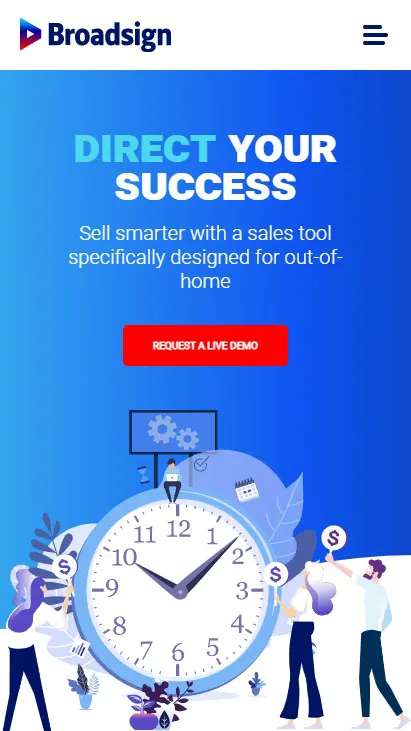 Broadsign
DIRECT YOUR
SUCCESS
Sell smarter with a sales tool
specifically designed for out-of-
home
REQUEST A LIVE DEMO
12
11
1
10
2
9
3
8
4
7
5
6
$
$
$
$